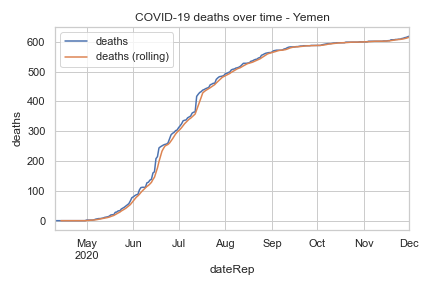 COVID-19 deaths over time - Yemen
deaths
deaths (rolling)
deaths
600
500
400
300
200
100
0
May Jun Jul Aug Sep Oct Nov Dec
2020
dateRep